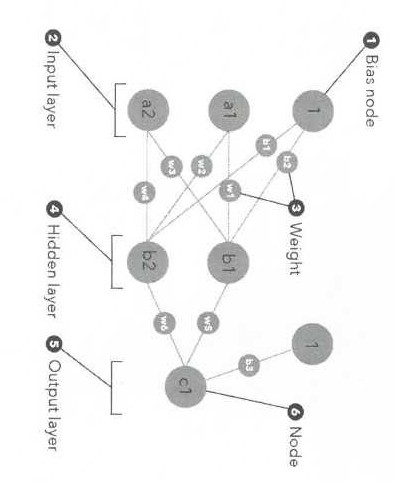 1 Bias node
1
1
b2
3 Weight
6 Node
b1
b3
a1
w1
b1
w2
w5
w3
c1
a2
w4
b2
w6
2 Input layer
4 Hidden layer
5 Output layer